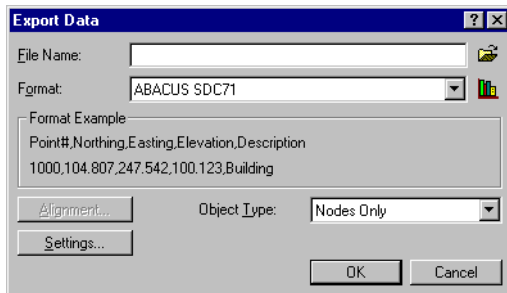 Export Data
File Name:
Format: ABACUS SDC71
Format Example
Point#,Northing,Easting,Elevation,Description
1000,104.807,247.542,100.123,Building
Alignment... Object Type: Nodes Only
Settings...
OK Cancel